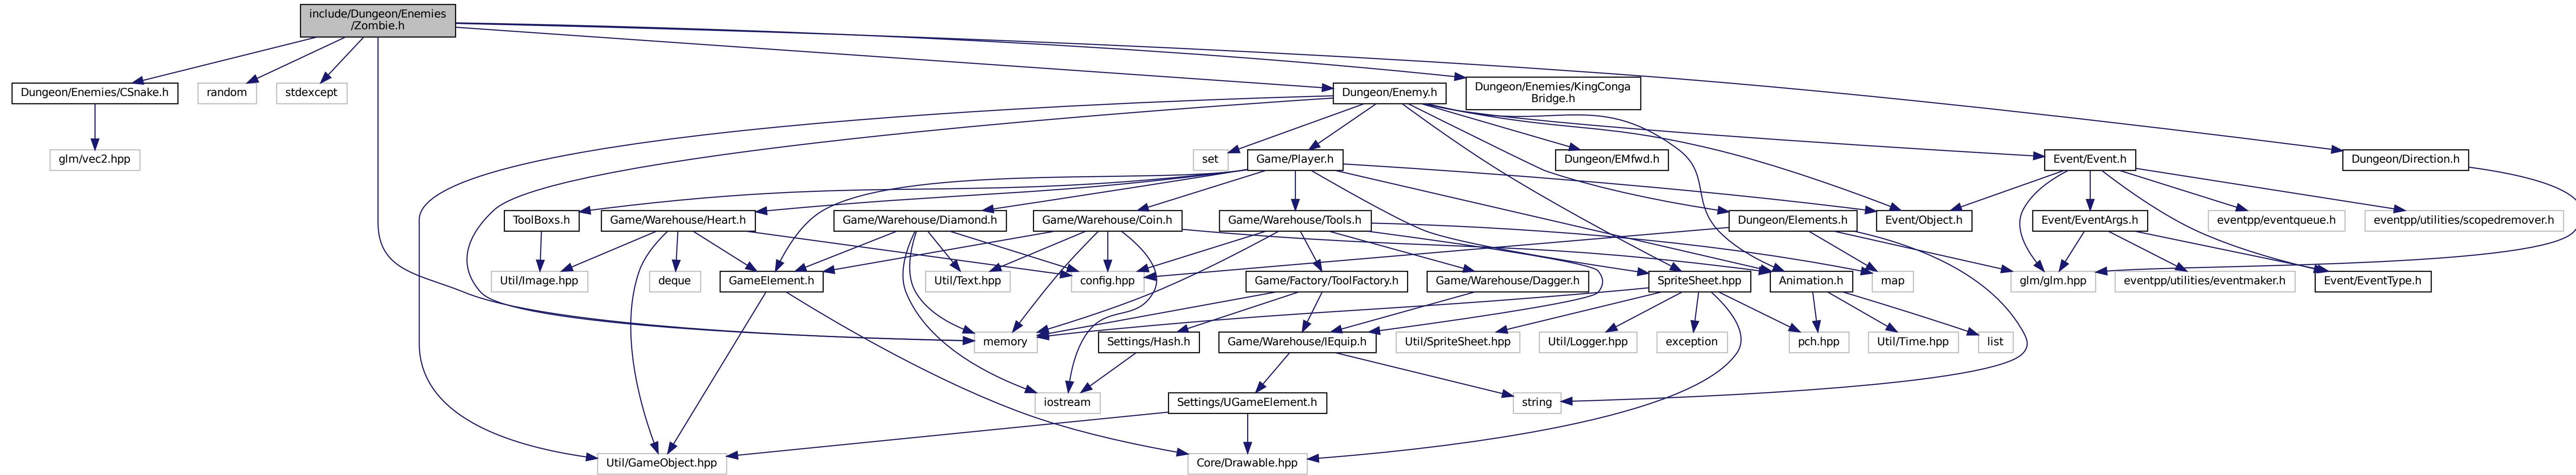 include/Dungeon/Enemies
/Zombie.h
Dungeon/Enemies/CSnake.h
random
stdexcept
Dungeon/Enemy.h
Dungeon/Enemies/KingConga
Bridge.h
glm/vec2.hpp
set
Game/Player.h
Dungeon/EMfwd.h
Event/Event.h
Dungeon/Direction.h
ToolBoxs.h
Game/Warehouse/Heart.h
Game/Warehouse/Diamond.h
Game/Warehouse/Coin.h
Game/Warehouse/Tools.h
Dungeon/Elements.h
Event/Object.h
Event/EventArgs.h
eventpp/eventqueue.h
eventpp/utilities/scopedremover.h
Util/Image.hpp
deque
GameElement.h
Util/Text.hpp
config.hpp
Game/Factory/ToolFactory.h
Game/Warehouse/Dagger.h
SpriteSheet.hpp
Animation.h
map
glm/glm.hpp
eventpp/utilities/eventmaker.h
Event/EventType.h
memory
Settings/Hash.h
Game/Warehouse/IEquip.h
Util/SpriteSheet.hpp
Util/Logger.hpp
exception
pch.hpp
Util/Time.hpp
list
iostream
Settings/UGameElement.h
string
Util/GameObject.hpp
Core/Drawable.hpp